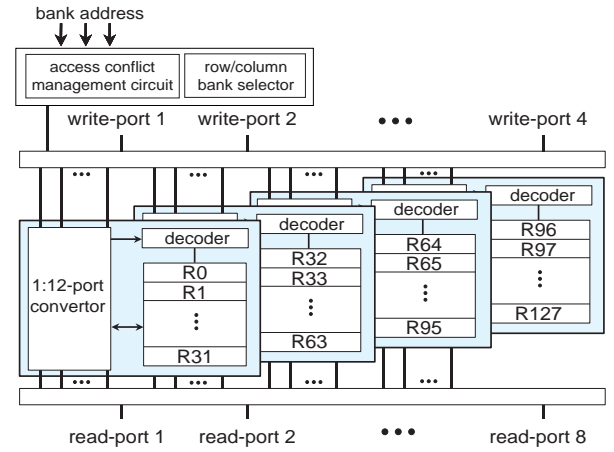 bank address
access conflict
management circuit
row/column
bank selector
write-port 1
write-port 2
•••
write-port 4
...
...
...
decoder
R0
R1
⋮
R31
1:12-port
convertor
decoder
R32
R33
⋮
R63
decoder
R64
R65
⋮
R95
decoder
R96
R97
⋮
R127
...
...
...
read-port 1
read-port 2
•••
read-port 8